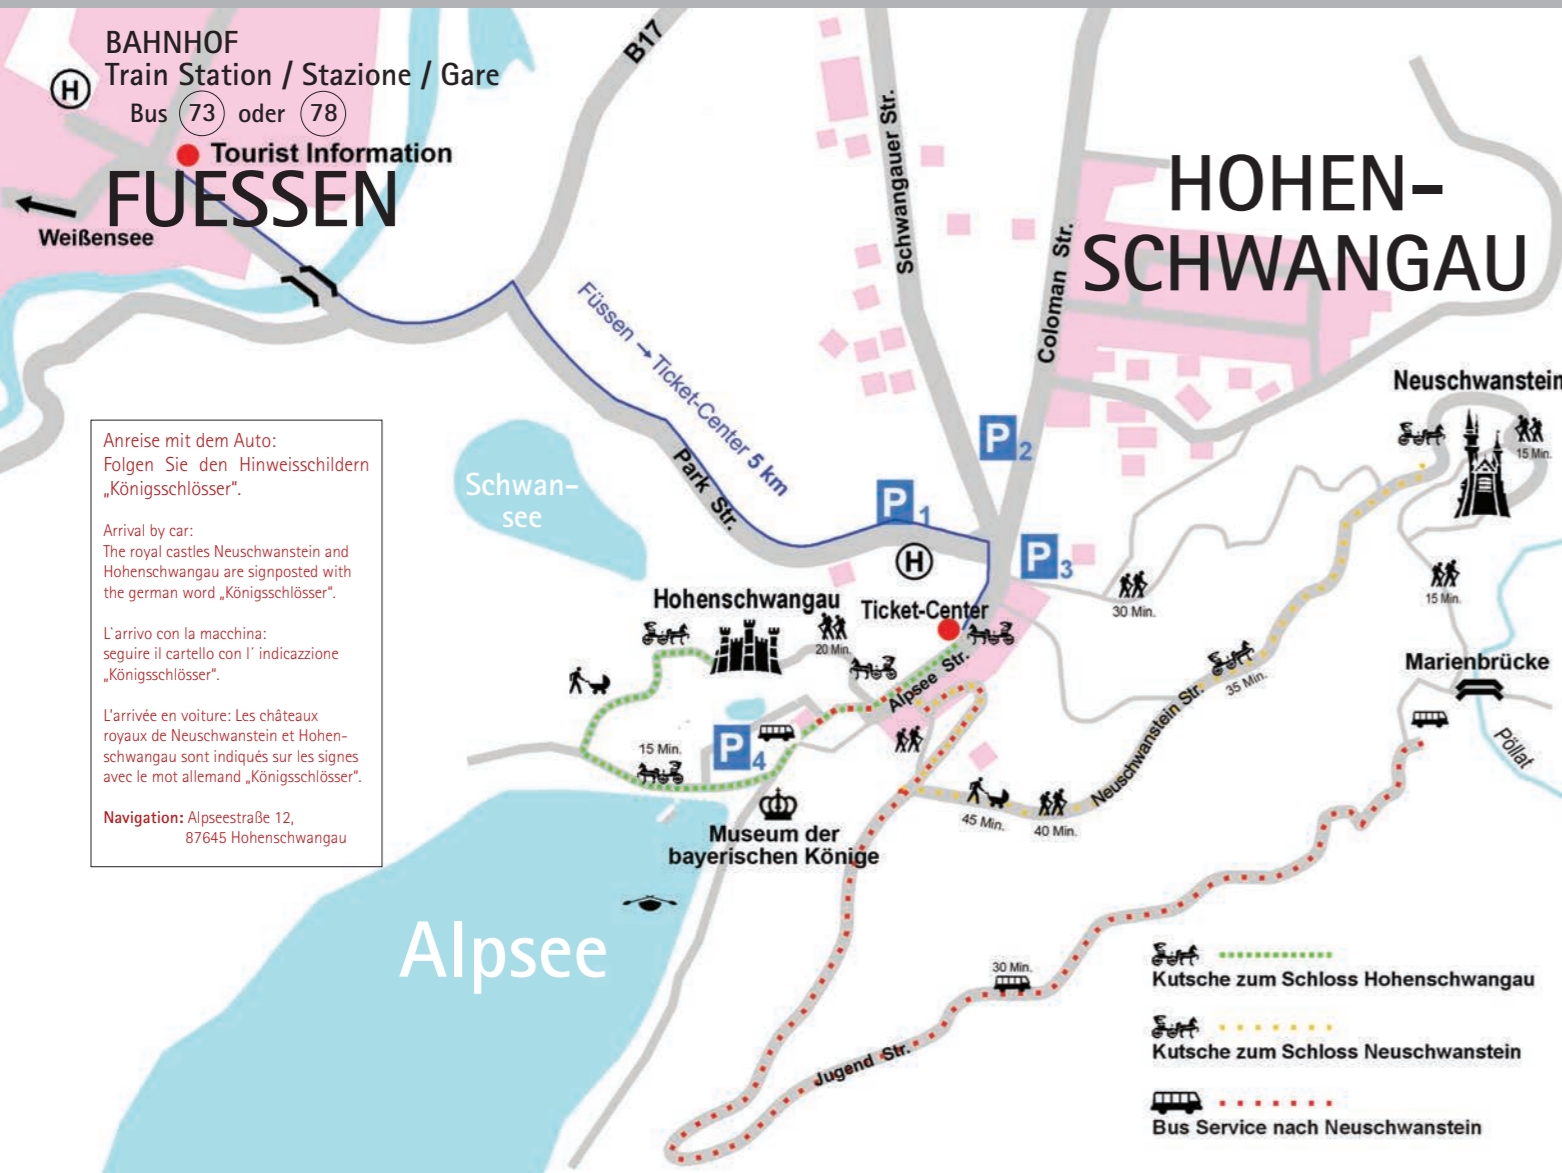 BAHNHOF
Train Station / Stazione / Gare
H
Bus 73 oder 78
Tourist Information
FUESSEN
Weißensee
B17
Schwangauer Str.
Coloman Str.
HOHEN-
SCHWANGAU
Füssen → Ticket-Center 5 km
Park Str.
Neuschwanstein
15 Min.
P2
P1
P3
H
Schwan-
see
Anreise mit dem Auto:
Folgen Sie den Hinweisschildern
„Königsschlösser".
Arrival by car:
The royal castles Neuschwanstein and
Hohenschwangau are signposted with
the german word „Königsschlösser".
L`arrivo con la macchina:
seguire il cartello con l´ indicazzione
„Königsschlösser".
L'arrivée en voiture: Les châteaux
royaux de Neuschwanstein et Hohen-
schwangau sont indiqués sur les signes
avec le mot allemand „Königsschlösser".
Navigation: Alpseestraße 12,
87645 Hohenschwangau
Hohenschwangau
20 Min.
Ticket-Center
30 Min.
15 Min.
Marienbrücke
Pöllat
Alpsee Str.
35 Min.
Neuschwanstein Str.
15 Min.
P4
45 Min.
40 Min.
Museum der
bayerischen Könige
Alpsee
30 Min.
Jugend Str.
Kutsche zum Schloss Hohenschwangau
Kutsche zum Schloss Neuschwanstein
Bus Service nach Neuschwanstein